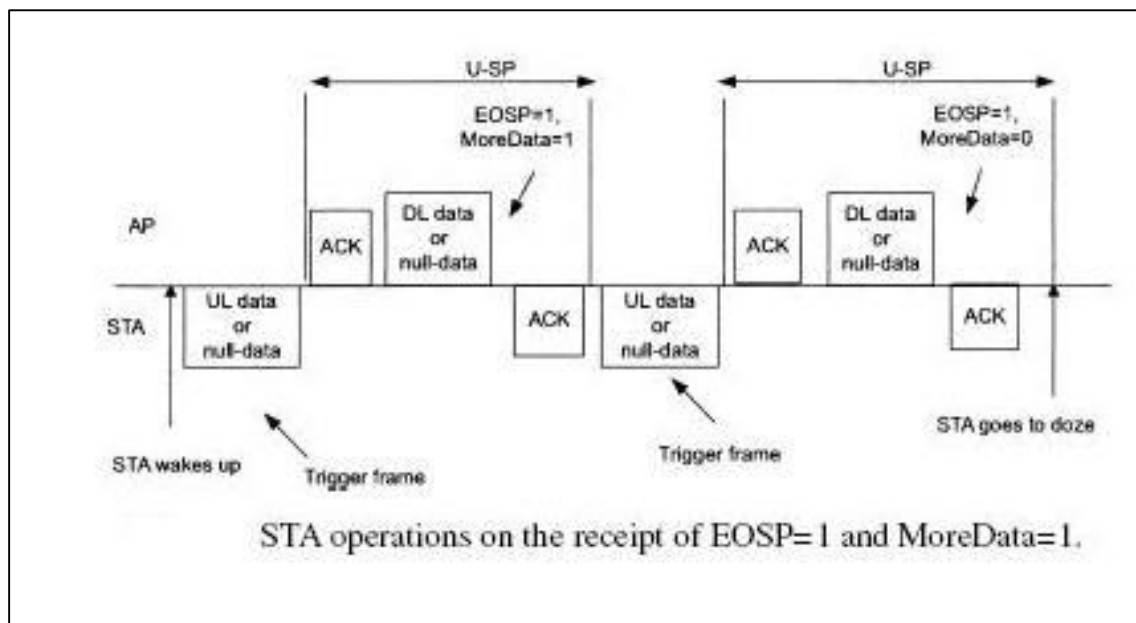 U-SP
U-SP
EOSP=1,
MoreData=1
EOSP=1,
MoreData=0
AP
ACK
DL data
or
null-data
ACK
DL data
or
null-data
STA
UL data
or
null-data
ACK
UL data
or
null-data
ACK
STA wakes up
Trigger frame
Trigger frame
STA goes to doze
STA operations on the receipt of EOSP=1 and MoreData=1.